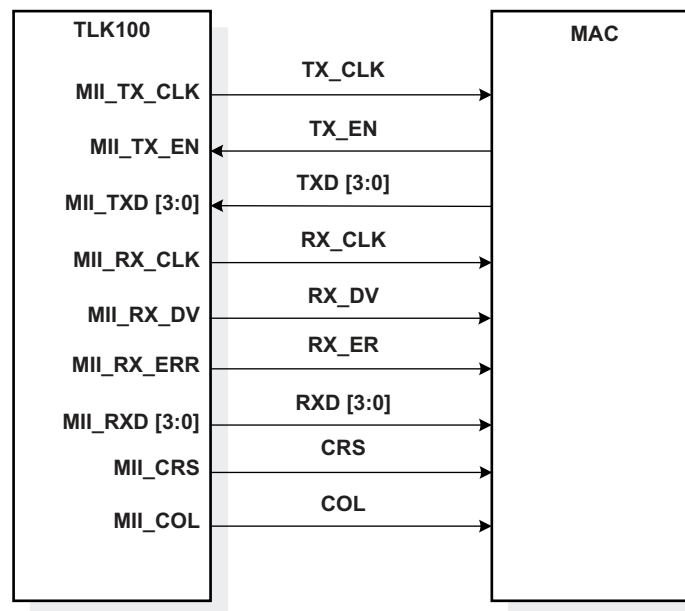 TLK100
MAC
TX_CLK
MII_TX_CLK
TX_EN
MII_TX_EN
TXD [3:0]
MII_TXD [3:0]
RX_CLK
MII_RX_CLK
RX_DV
MII_RX_DV
RX_ER
MII_RX_ERR
RXD [3:0]
MII_RXD [3:0]
CRS
MII_CRS
COL
MII_COL